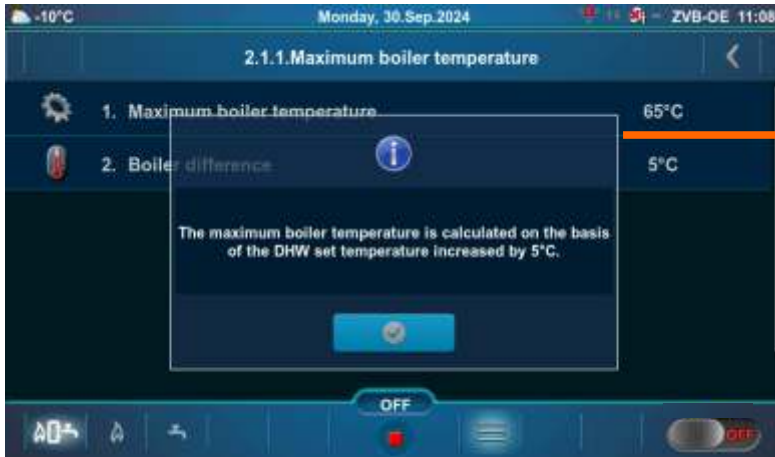 -10°C Monday, 30.Sep.2024 ZVB-OE 11:08
2.1.1.Maximum boiler temperature
1. Maximum boiler temperature 65°C
2. Boiler difference 5°C
The maximum boiler temperature is calculated on the basis
of the DHW set temperature increased by 5°C.
OFF
OFF